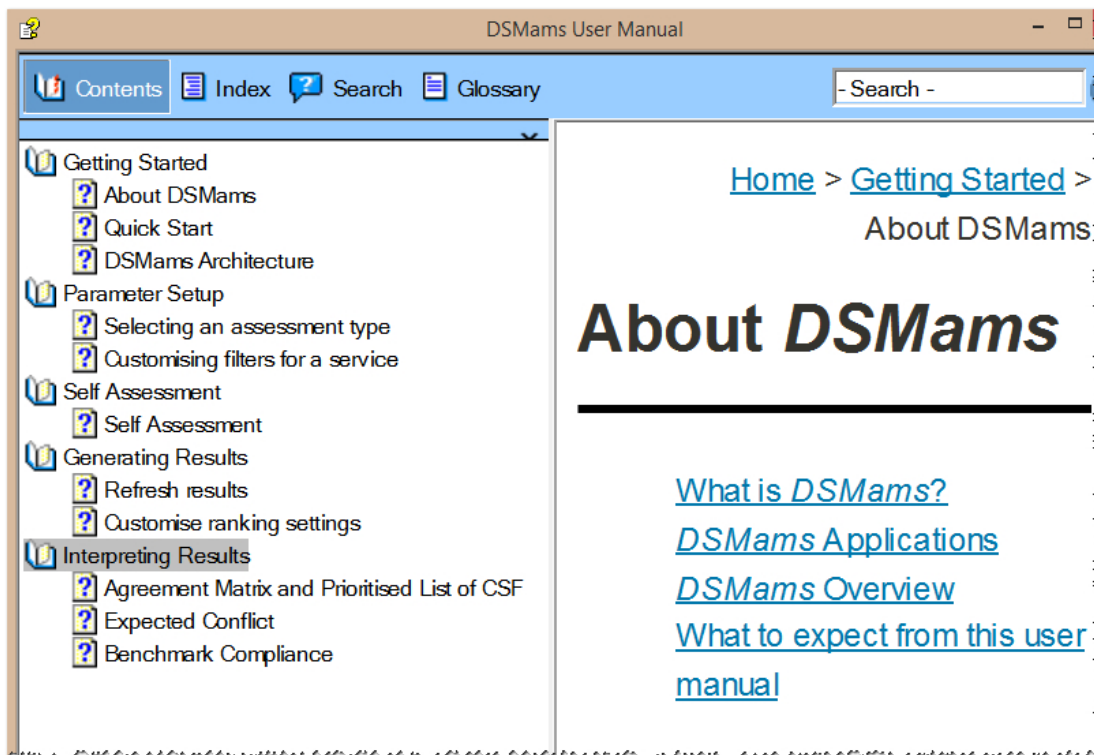 DSMams User Manual
Contents Index Search Glossary - Search -
Getting Started
About DSMams
Quick Start
DSMams Architecture
Parameter Setup
Selecting an assessment type
Customising filters for a service
Self Assessment
Self Assessment
Generating Results
Refresh results
Customise ranking settings
Interpreting Results
Agreement Matrix and Prioritised List of CSF
Expected Conflict
Benchmark Compliance
Home > Getting Started >
About DSMams
About DSMams
What is DSMams?
DSMams Applications
DSMams Overview
What to expect from this user
manual